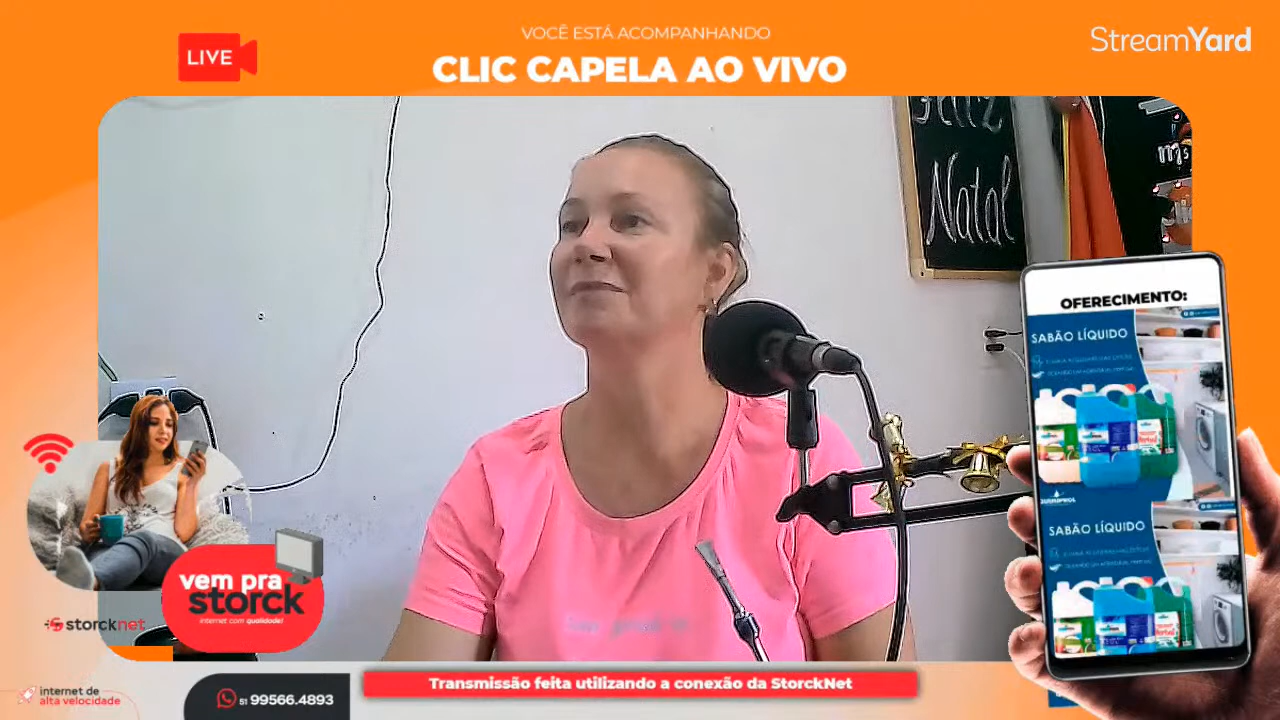 LIVE
VOCÊ ESTÁ ACOMPANHANDO
CLIC CAPELA AO VIVO
StreamYard
Feliz
Natal
OFERECIMENTO:
SABÃO LÍQUIDO
SABÃO LÍQUIDO
vem pra
storck
internet com qualidade!
storcknet
internet de
alta velocidade
51 99566.4893
Transmissão feita utilizando a conexão da StorckNet